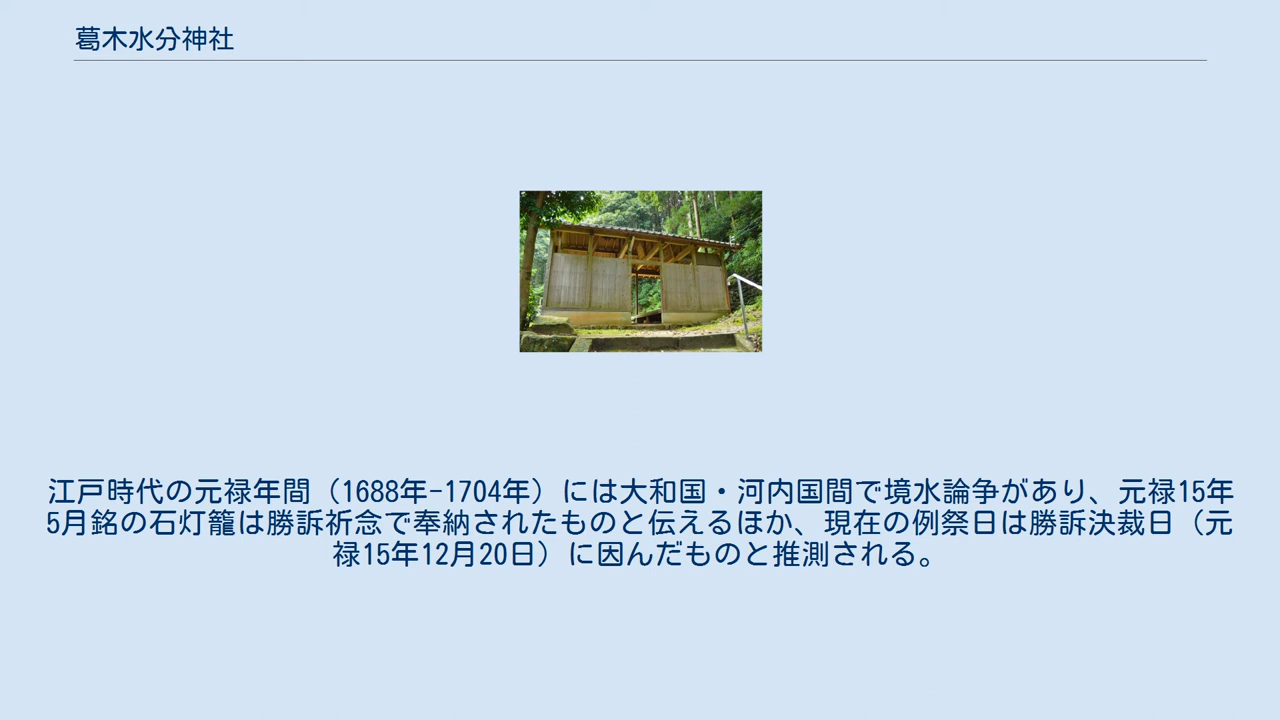 葛木水分神社
江戸時代の元禄年間（1688年-1704年）には大和国・河内国間で境水論争があり、元禄15年
5月銘の石灯籠は勝訴祈念で奉納されたものと伝えるほか、現在の例祭日は勝訴決裁日（元
禄15年12月20日）に因んだものと推測される。